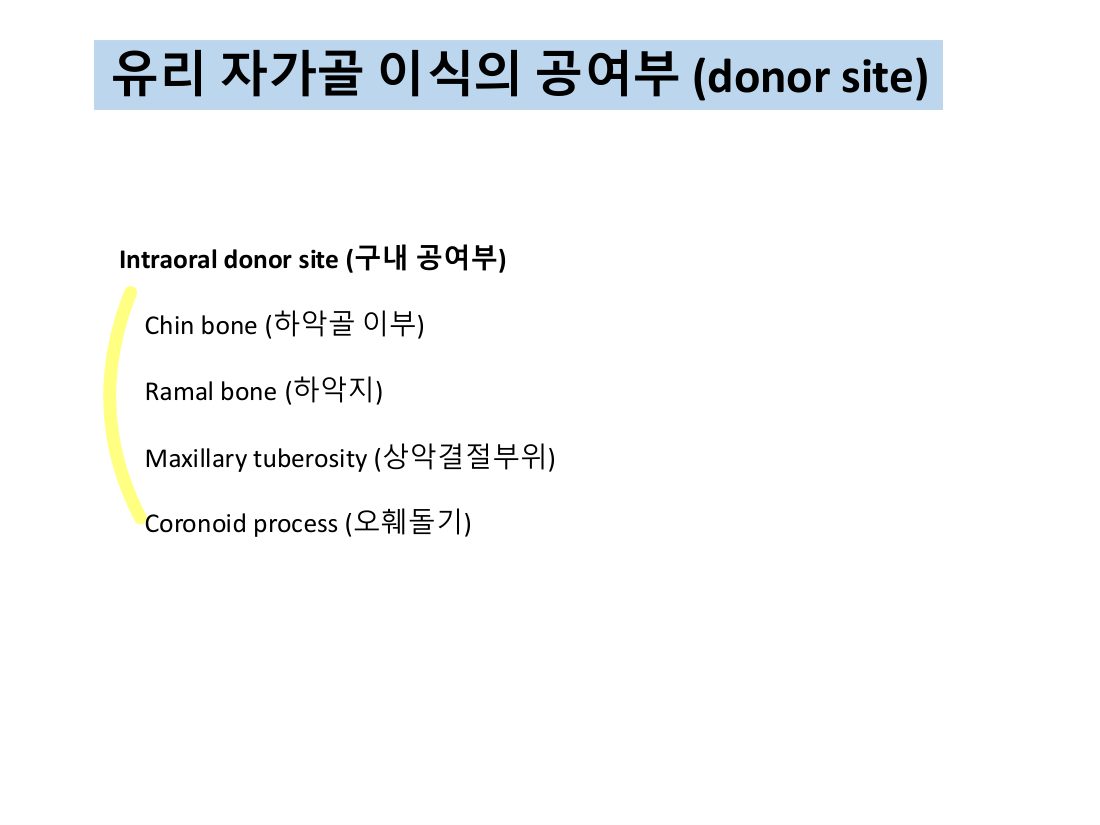 유리 자가골 이식의 공여부 (donor site)
Intraoral donor site (구내 공여부)
Chin bone (하악골 이부)
Ramal bone (하악지)
Maxillary tuberosity (상악결절부위)
Coronoid process (오훼돌기)